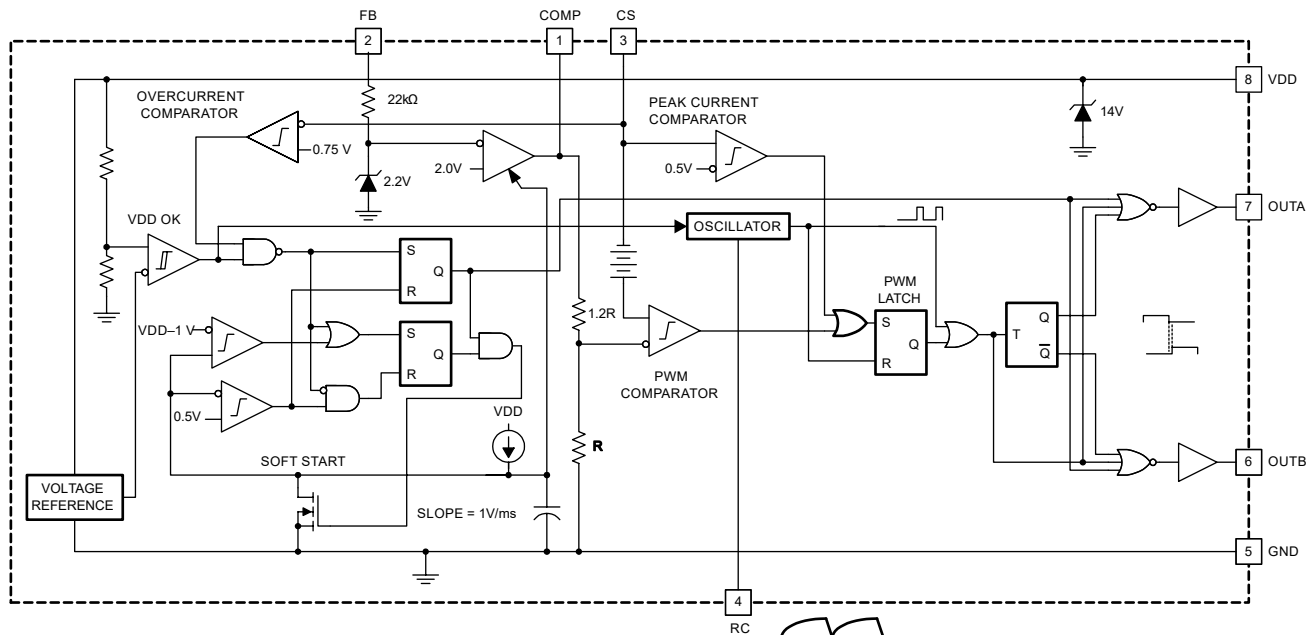 FB
COMP
CS
2
1
3
OVERCURRENT
COMPARATOR
22kΩ
PEAK CURRENT
COMPARATOR
8 VDD
14V
0.75 V
2.0V
0.5V
2.2V
VDD OK
OSCILLATOR
7 OUTA
S
Q
R
PWM
LATCH
VDD–1 V
1.2R
S
Q
R
S
Q
R
T
Q
Q̅
PWM
COMPARATOR
0.5V
VDD
R
SOFT START
6 OUTB
VOLTAGE
REFERENCE
SLOPE = 1V/ms
5 GND
4
RC